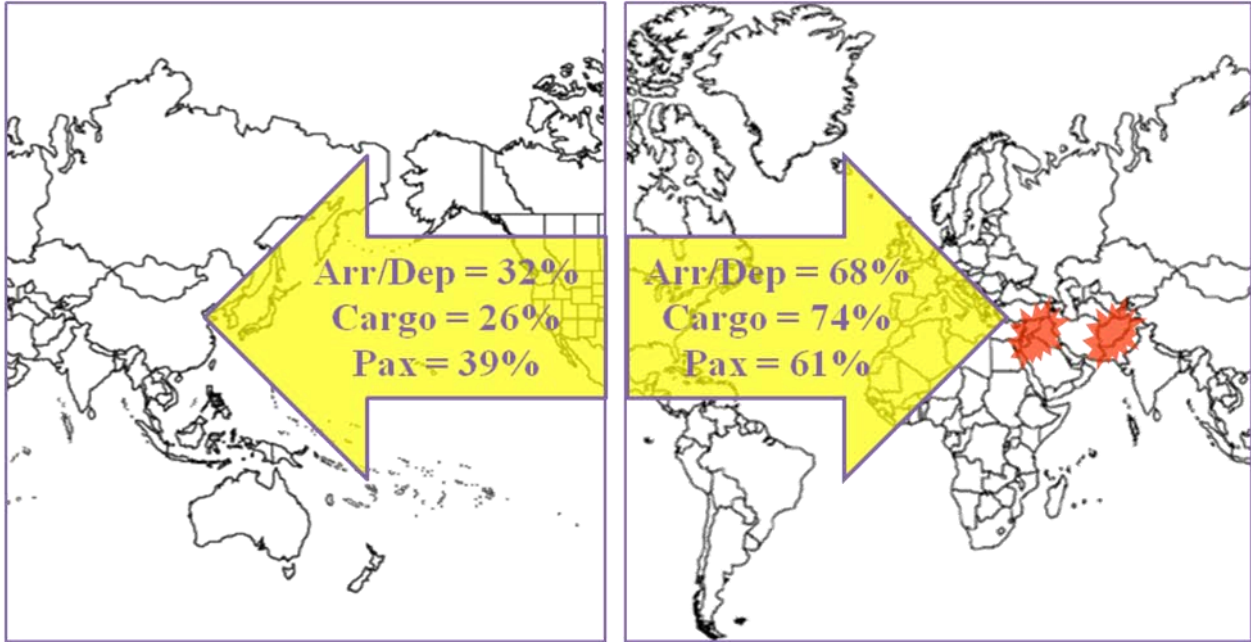 Arr/Dep = 32%
Cargo = 26%
Pax = 39%
Arr/Dep = 68%
Cargo = 74%
Pax = 61%